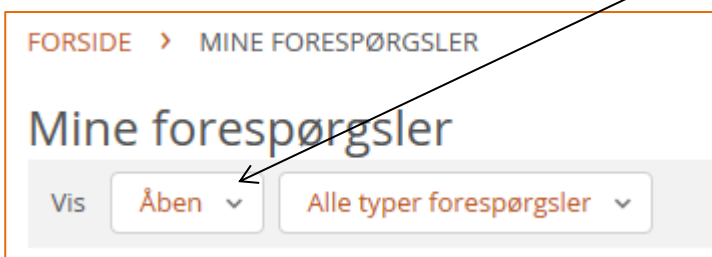 FORSIDE > MINE FORESPØRGSLER
Mine forespørgsler
Vis Åben Alle typer forespørgsler